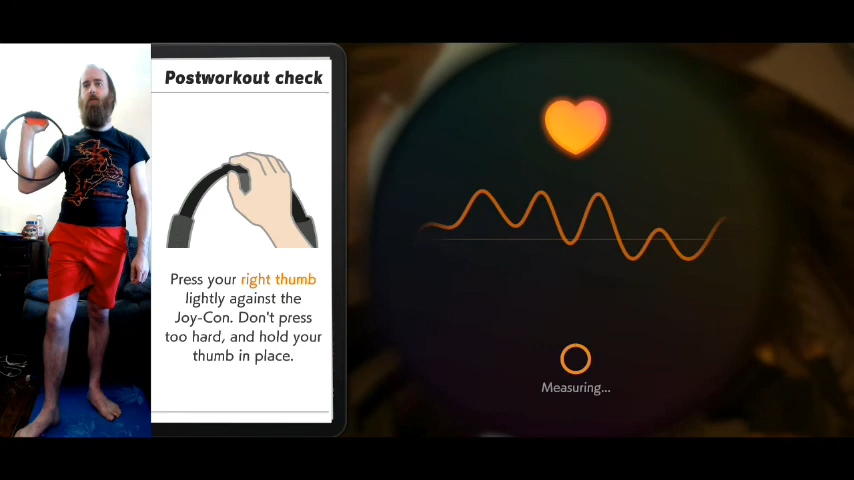 Postworkout check
Press your right thumb
lightly against the
Joy-Con. Don't press
too hard, and hold your
thumb in place.
Measuring...